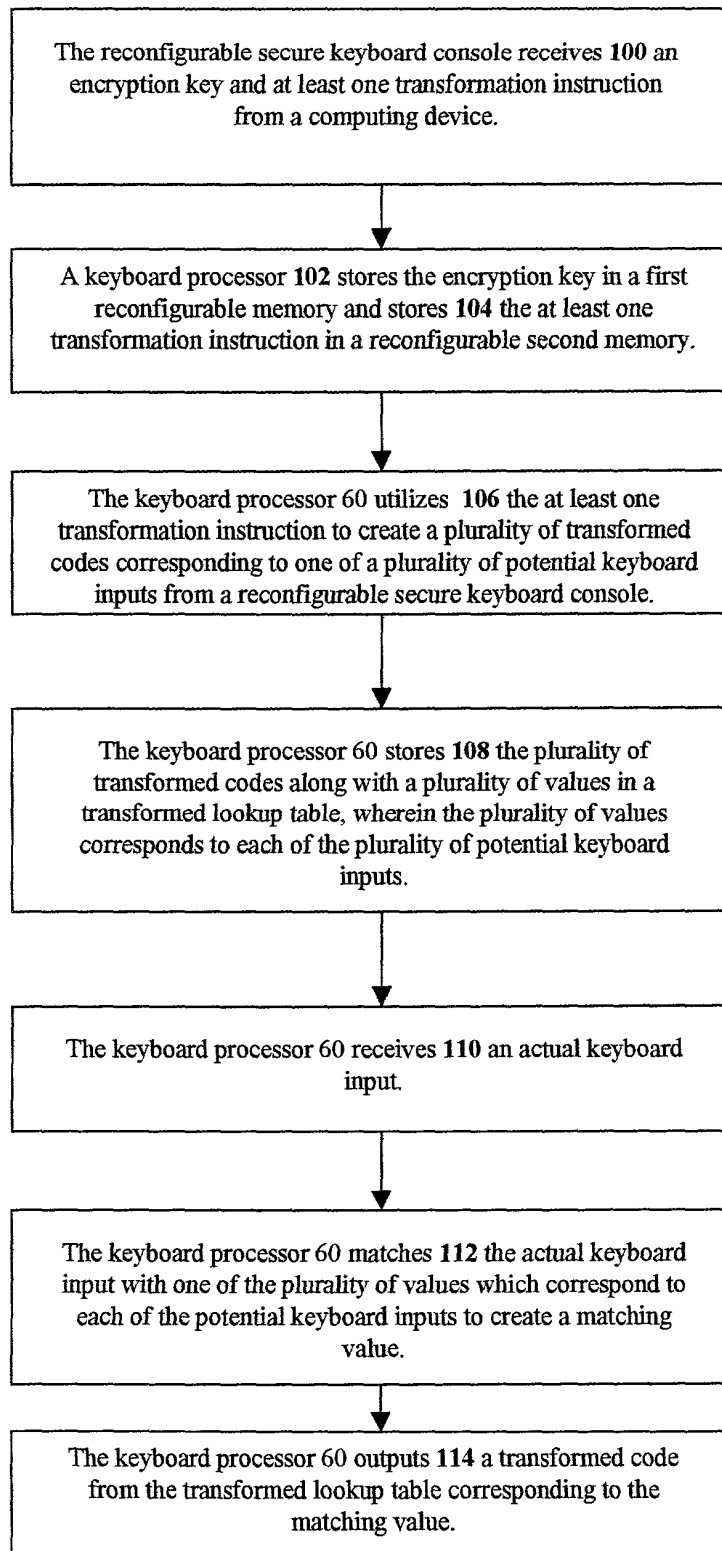 The reconfigurable secure keyboard console receives 100 an
encryption key and at least one transformation instruction
from a computing device.
A keyboard processor 102 stores the encryption key in a first
reconfigurable memory and stores 104 the at least one
transformation instruction in a reconfigurable second memory.
The keyboard processor 60 utilizes 106 the at least one
transformation instruction to create a plurality of transformed
codes corresponding to one of a plurality of potential keyboard
inputs from a reconfigurable secure keyboard console.
The keyboard processor 60 stores 108 the plurality of
transformed codes along with a plurality of values in a
transformed lookup table, wherein the plurality of values
corresponds to each of the plurality of potential keyboard
inputs.
The keyboard processor 60 receives 110 an actual keyboard
input.
The keyboard processor 60 matches 112 the actual keyboard
input with one of the plurality of values which correspond to
each of the potential keyboard inputs to create a matching
value.
The keyboard processor 60 outputs 114 a transformed code
from the transformed lookup table corresponding to the
matching value.